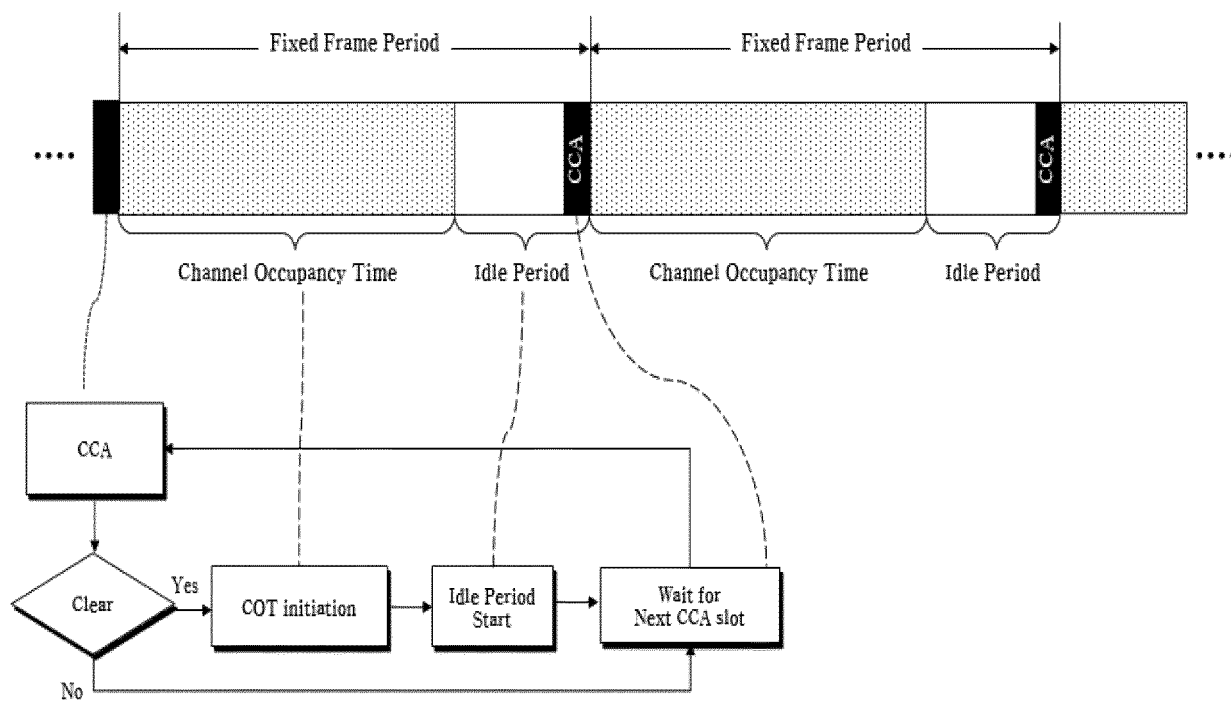 Fixed Frame Period
Fixed Frame Period
....
CCA
CCA
....
Channel Occupancy Time
Idle Period
Channel Occupancy Time
Idle Period
CCA
Clear
Yes
COT initiation
Idle Period
Start
Wait for
Next CCA slot
No